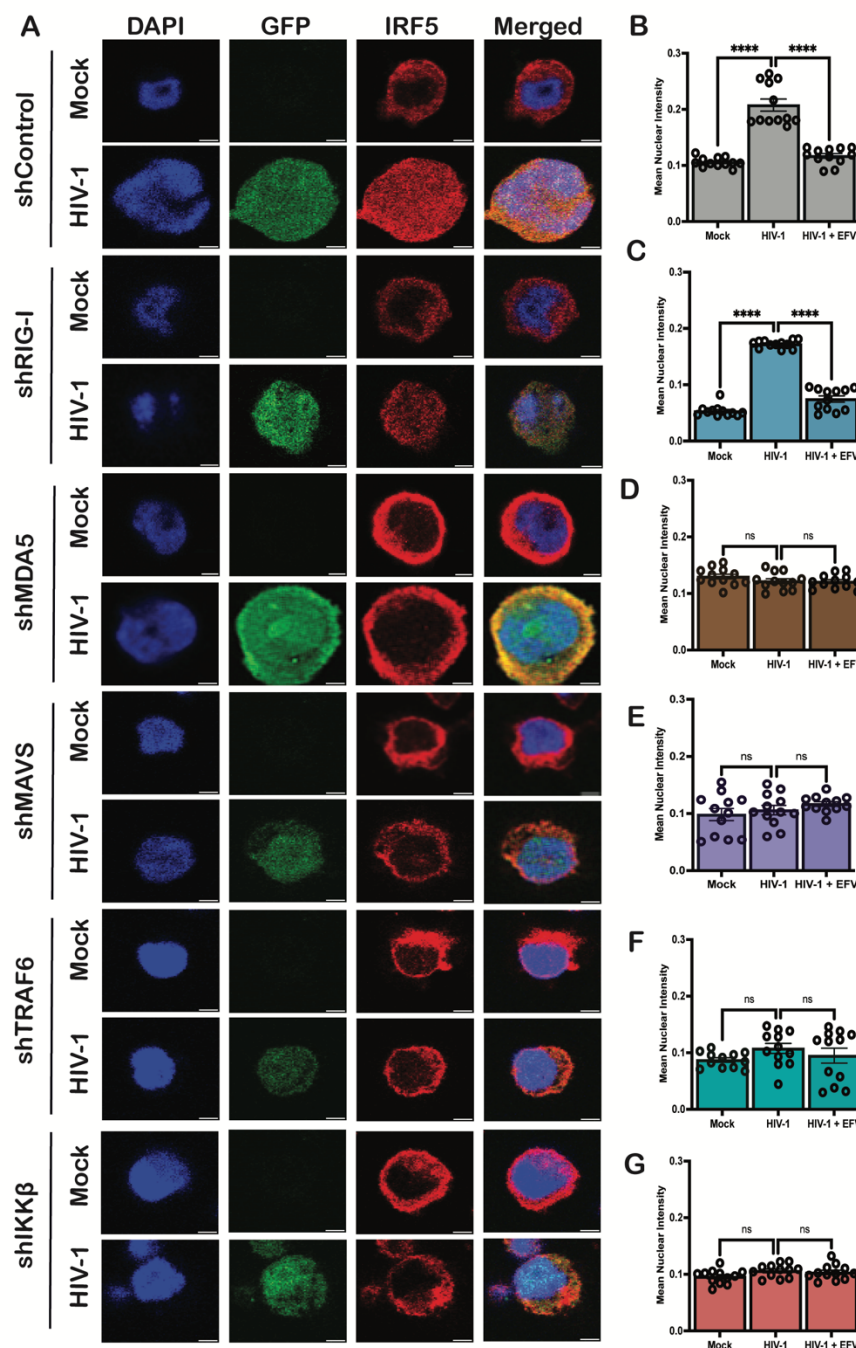 A
DAPI GFP IRF5 Merged
shControl
Mock
HIV-1
shRIG-I
Mock
HIV-1
shMDA5
Mock
HIV-1
shMAVS
Mock
HIV-1
shTRAF6
Mock
HIV-1
shIKKβ
Mock
HIV-1
B
Mean Nuclear Intensity
0.3
0.2
0.1
0.0
**** ****
Mock HIV-1 HIV-1 + EFV
C
Mean Nuclear Intensity
0.3
0.2
0.1
0.0
**** ****
Mock HIV-1 HIV-1 + EFV
D
Mean Nuclear Intensity
0.3
0.2
0.1
0.0
ns ns
Mock HIV-1 HIV-1 + EFV
E
Mean Nuclear Intensity
0.3
0.2
0.1
0.0
ns ns
Mock HIV-1 HIV-1 + EFV
F
Mean Nuclear Intensity
0.3
0.2
0.1
0.0
ns ns
Mock HIV-1 HIV-1 + EFV
G
Mean Nuclear Intensity
0.3
0.2
0.1
0.0
ns ns
Mock HIV-1 HIV-1 + EFV